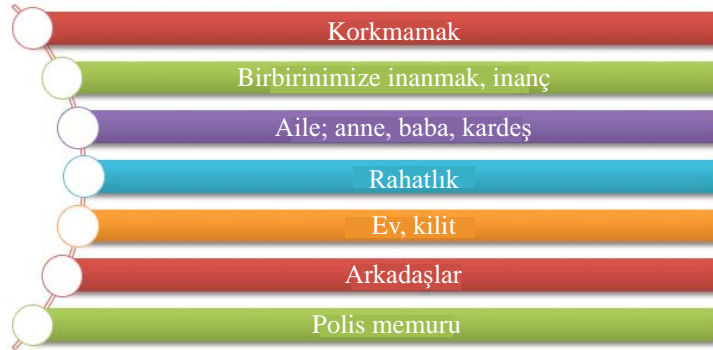 Korkmamak
Birbirinimize inanmak, inanç
Aile; anne, baba, kardeş
Rahatlık
Ev, kilit
Arkadaşlar
Polis memuru